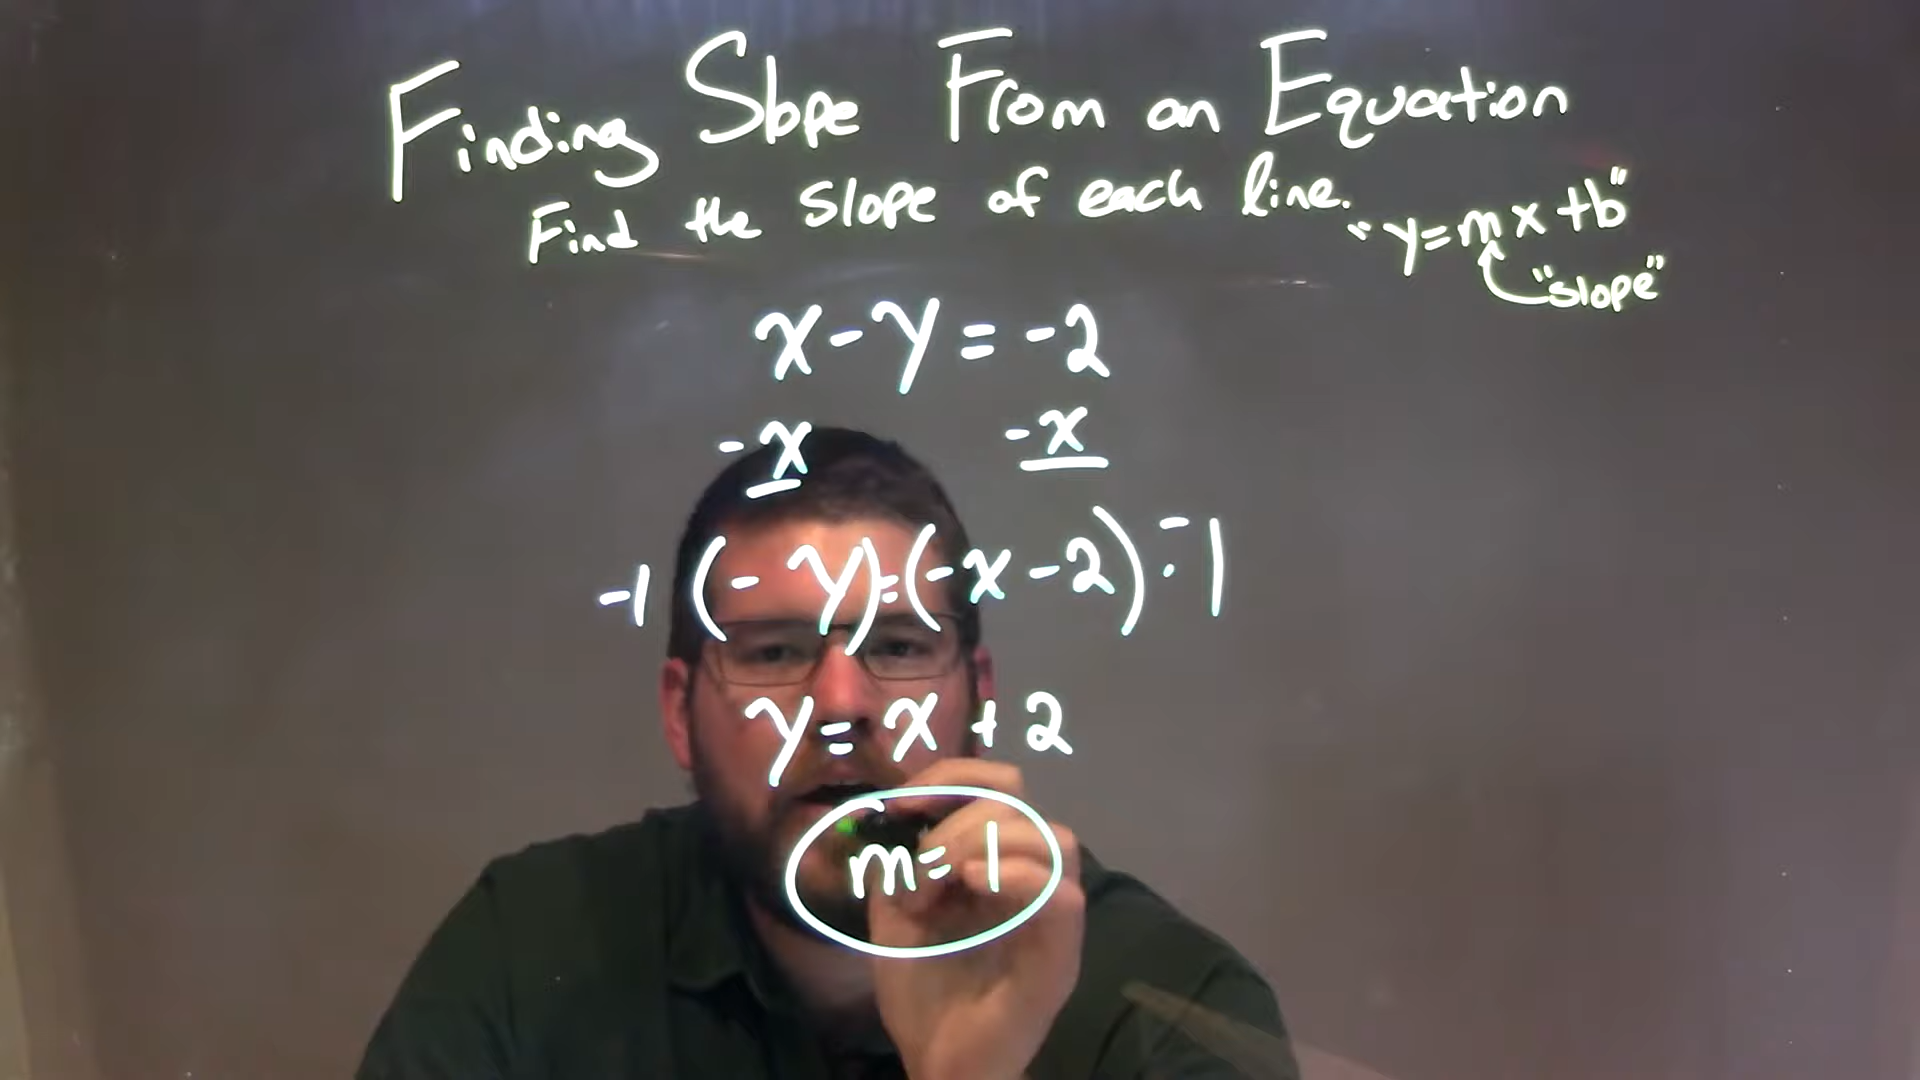 Finding Slope From an Equation
Find the slope of each line.
"y=mx+b"
"slope"
x-y=-2
-x -x
-1(-y)=(-x-2)·-1
y=x+2
m=1